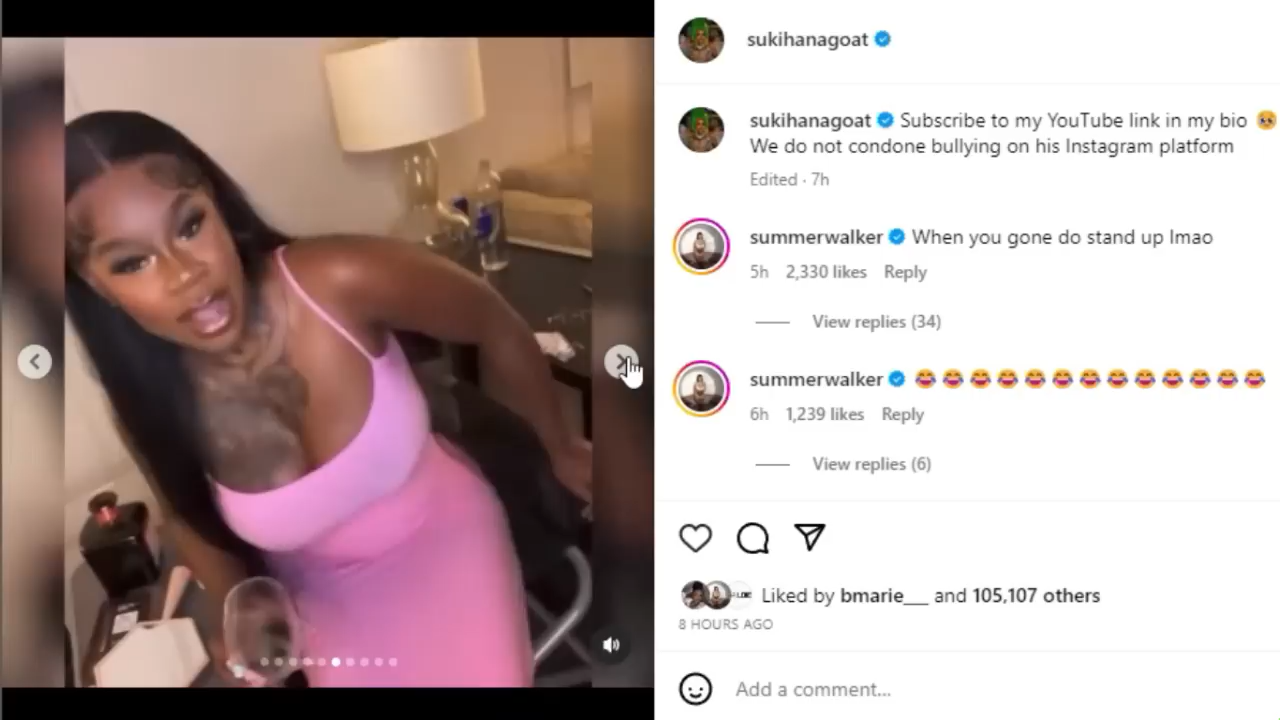 sukihanagoat
sukihanagoat Subscribe to my YouTube link in my bio 🥹
We do not condone bullying on his Instagram platform
Edited · 7h
summerwalker When you gone do stand up lmao
5h 2,330 likes Reply
View replies (34)
summerwalker 😂😂😂😂😂😂😂😂😂😂😂😂😂
6h 1,239 likes Reply
View replies (6)
Liked by bmarie___ and 105,107 others
8 HOURS AGO
Add a comment...